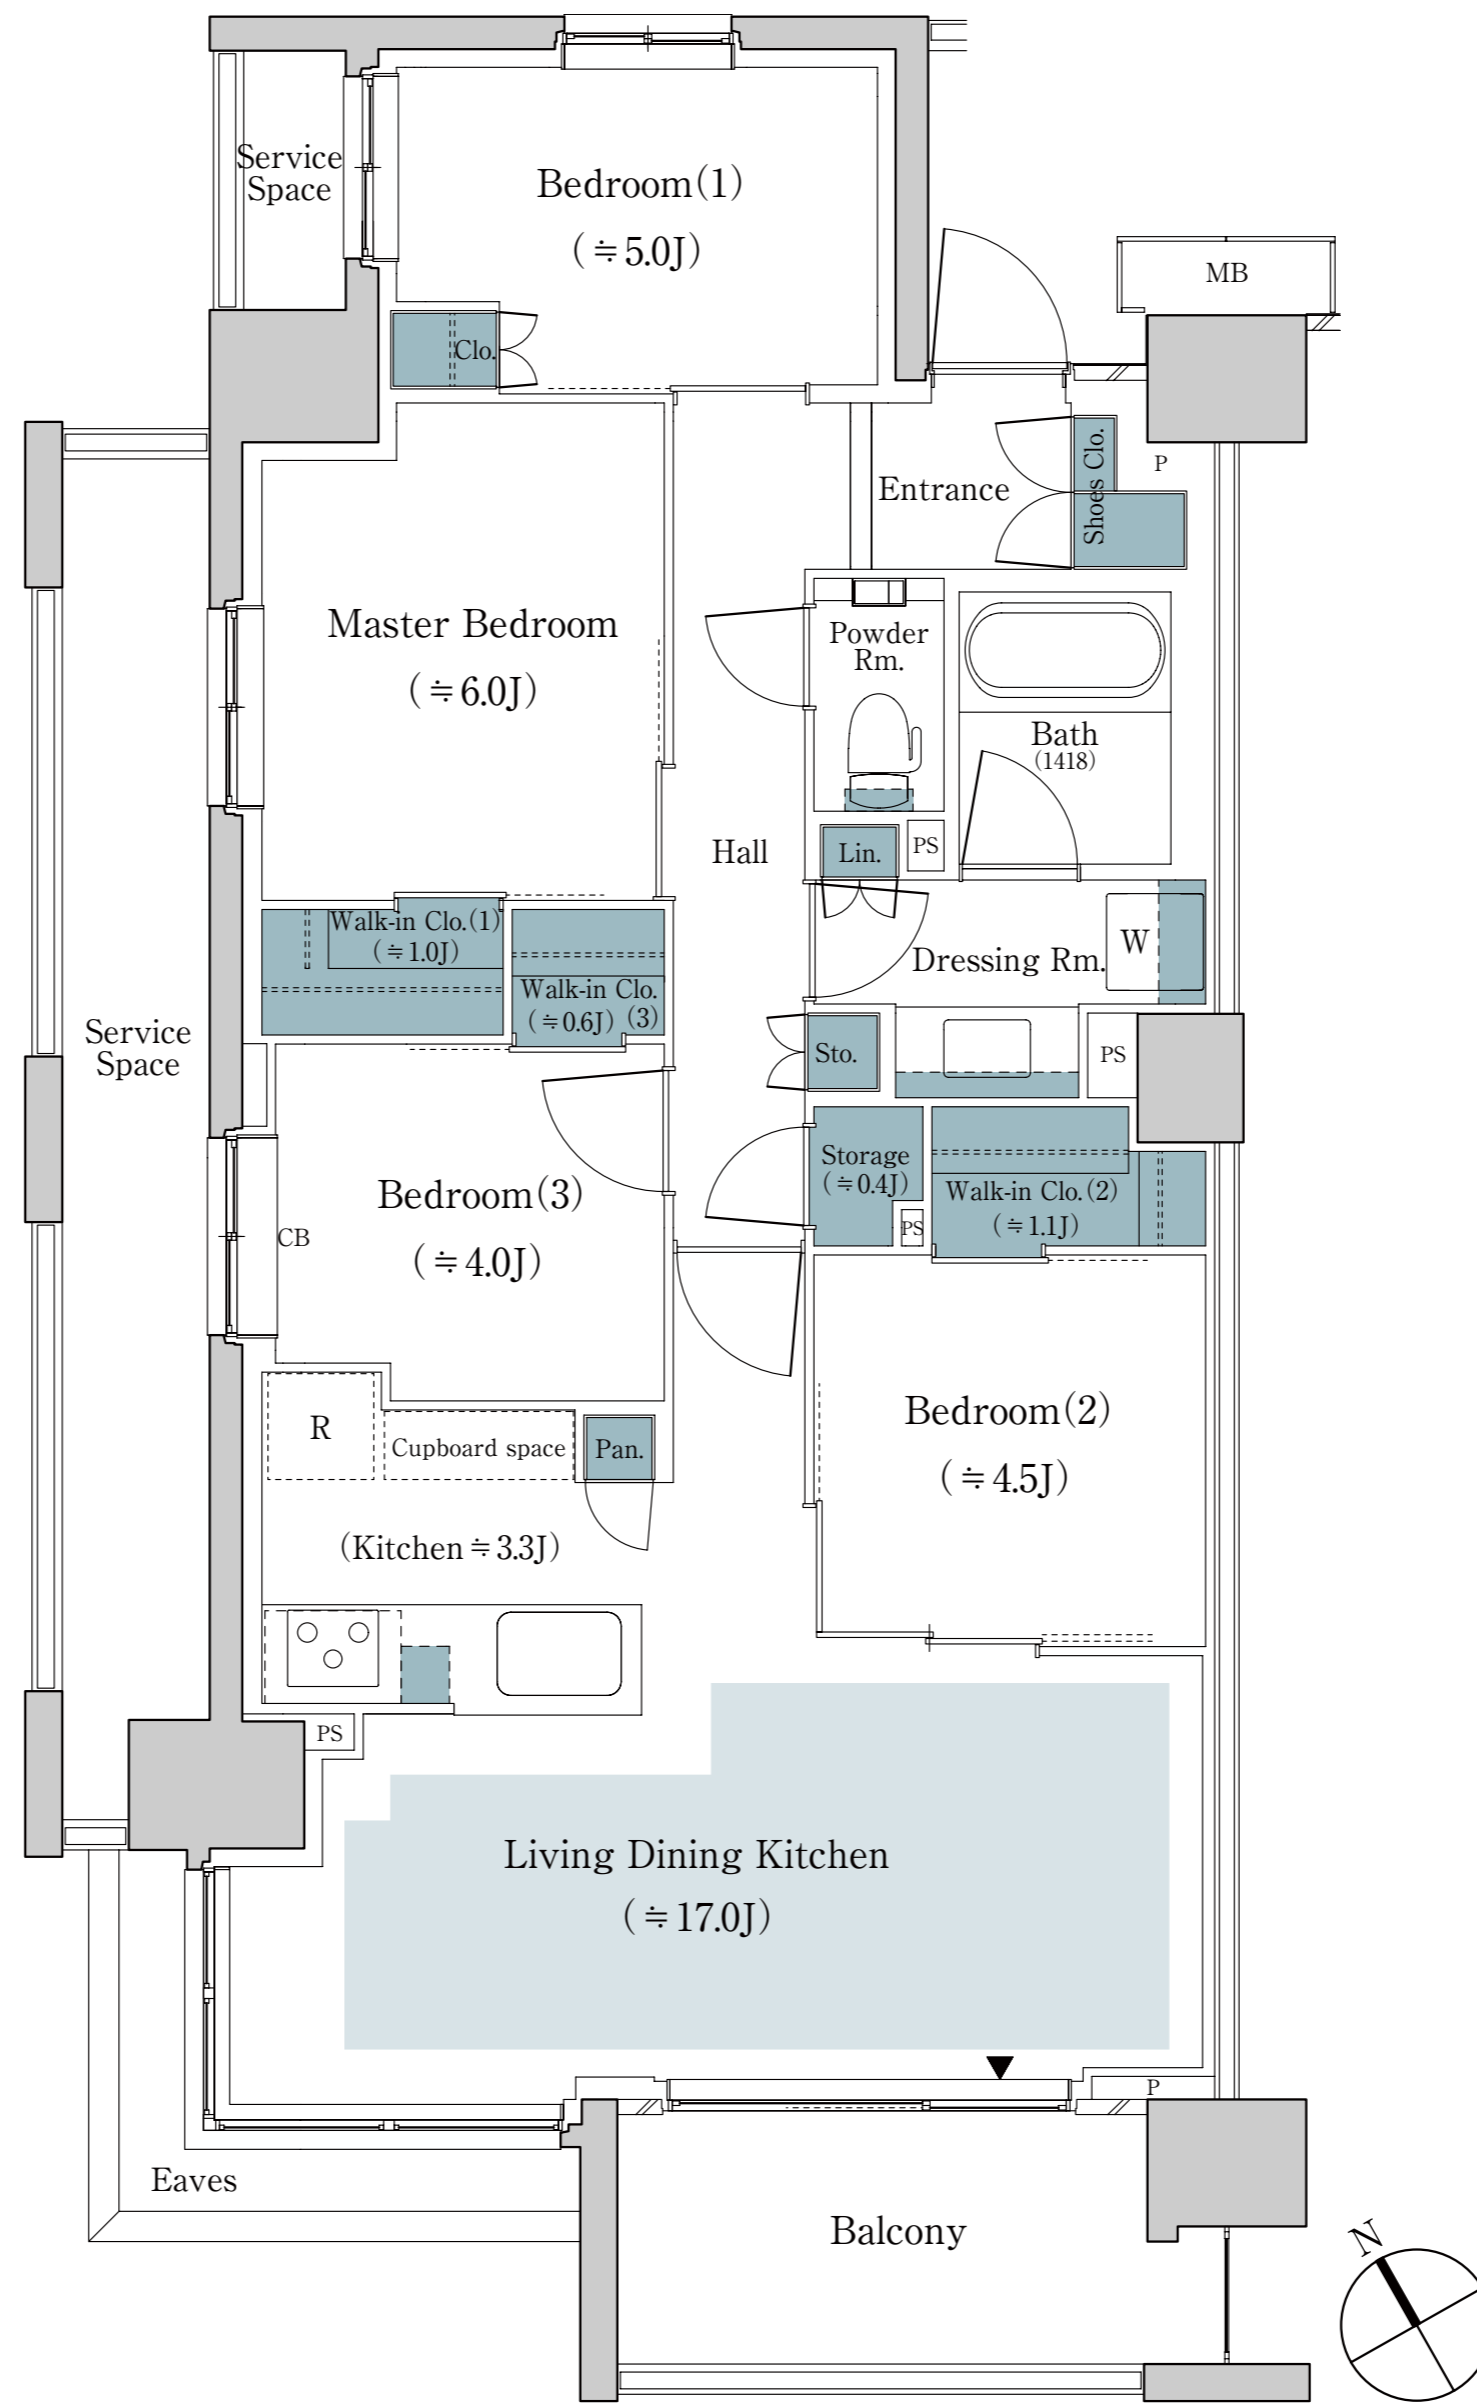 Service
Space
Bedroom(1)
(≒5.0J)
MB
Clo.
Shoes Clo.
P
Entrance
Master Bedroom
(≒6.0J)
Powder
Rm.
Bath
(1418)
Hall
Lin.
PS
Walk-in Clo.(1)
(≒1.0J)
Dressing Rm.
W
Walk-in Clo.
(≒0.6J) (3)
Service
Space
Sto.
PS
Storage
(≒0.4J)
Walk-in Clo.(2)
(≒1.1J)
PS
Bedroom(3)
(≒4.0J)
CB
R
Cupboard space
Pan.
Bedroom(2)
(≒4.5J)
(Kitchen≒3.3J)
PS
Living Dining Kitchen
(≒17.0J)
P
Eaves
Balcony
N